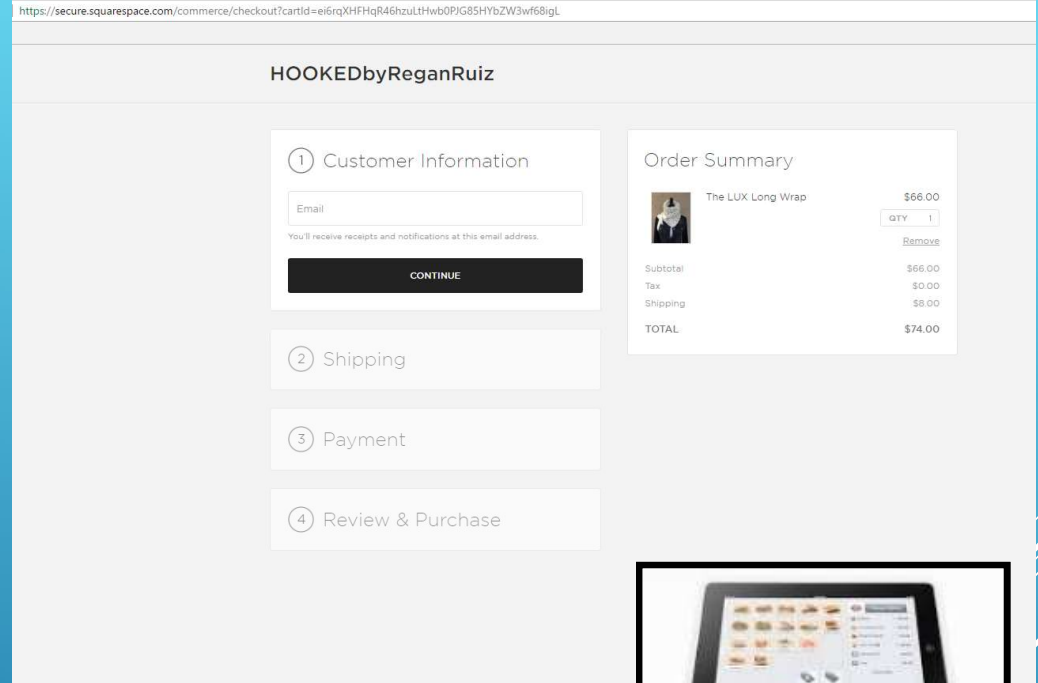 https://secure.squarespace.com/commerce/checkout?cartId=ei6rqXHFHqR46hzuLtHwb0PJG85HYbZW3wf68igL
HOOKEDbyReganRuiz
1 Customer Information
Email
You'll receive receipts and notifications at this email address.
CONTINUE
2 Shipping
3 Payment
4 Review & Purchase
Order Summary
The LUX Long Wrap $66.00
QTY 1
Remove
Subtotal $66.00
Tax $0.00
Shipping $8.00
TOTAL $74.00